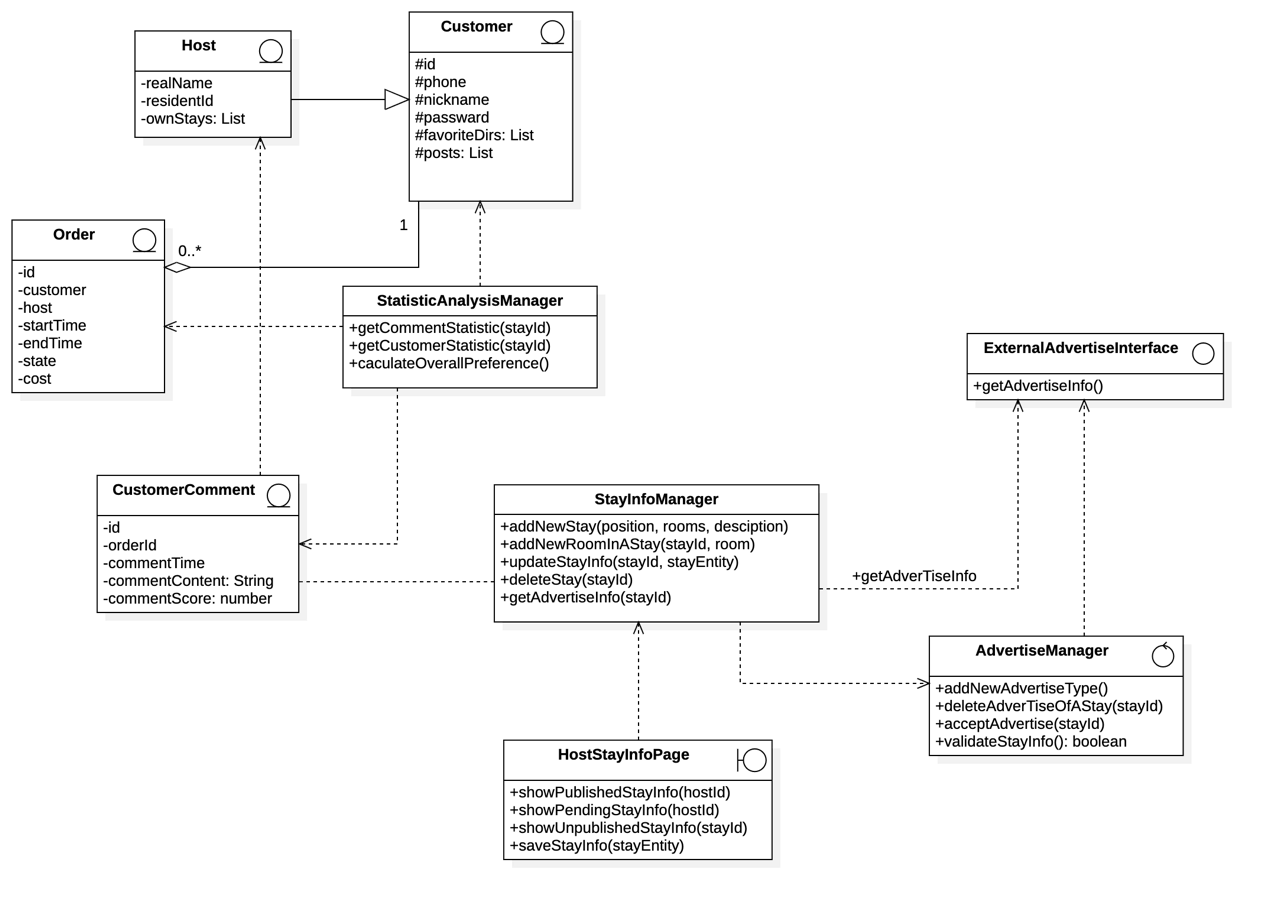 Host
-realName
-residentId
-ownStays: List
Customer
#id
#phone
#nickname
#passward
#favoriteDirs: List
#posts: List
1
0..*
Order
-id
-customer
-host
-startTime
-endTime
-state
-cost
StatisticAnalysisManager
+getCommentStatistic(stayId)
+getCustomerStatistic(stayId)
+caculateOverallPreference()
ExternalAdvertiseInterface
+getAdvertiseInfo()
CustomerComment
-id
-orderId
-commentTime
-commentContent: String
-commentScore: number
StayInfoManager
+addNewStay(position, rooms, desciption)
+addNewRoomInAStay(stayId, room)
+updateStayInfo(stayId, stayEntity)
+deleteStay(stayId)
+getAdvertiseInfo(stayId)
+getAdverTiseInfo
AdvertiseManager
+addNewAdvertiseType()
+deleteAdverTiseOfAStay(stayId)
+acceptAdvertise(stayId)
+validateStayInfo(): boolean
HostStayInfoPage
+showPublishedStayInfo(hostId)
+showPendingStayInfo(hostId)
+showUnpublishedStayInfo(stayId)
+saveStayInfo(stayEntity)